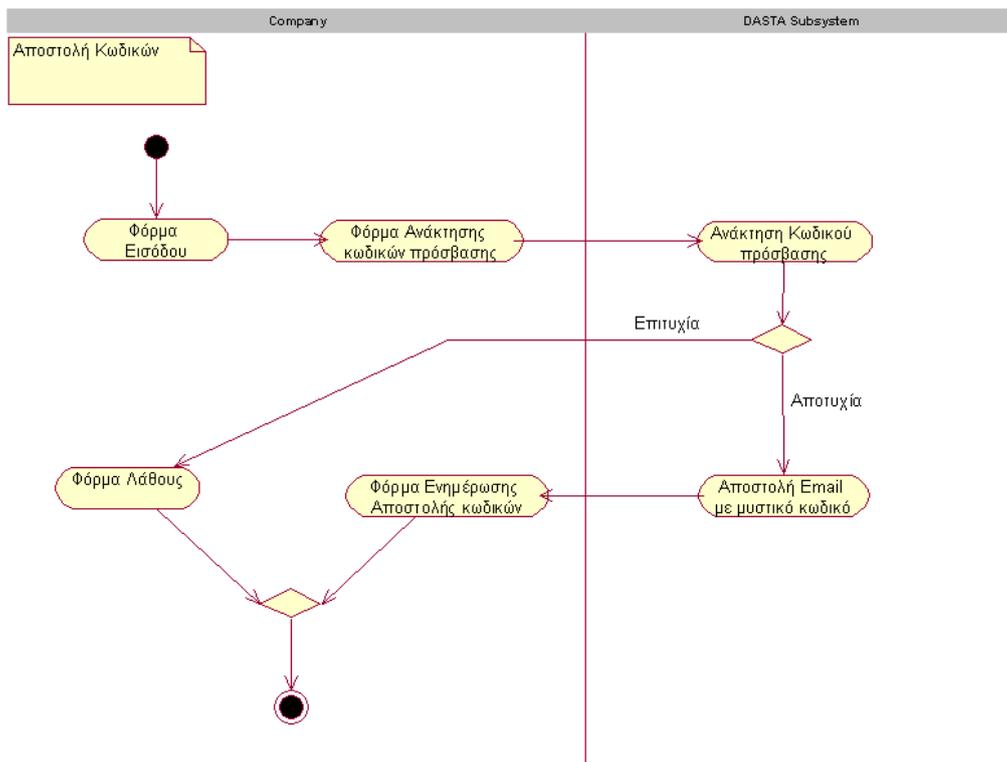 Company
DASTA Subsystem
Αποστολή Κωδικών
Φόρμα
Εισόδου
Φόρμα Ανάκτησης
κωδικών πρόσβασης
Ανάκτηση Κωδικού
πρόσβασης
Επιτυχία
Αποτυχία
Φόρμα Λάθους
Φόρμα Ενημέρωσης
Αποστολής κωδικών
Αποστολή Email
με μυστικό κωδικό